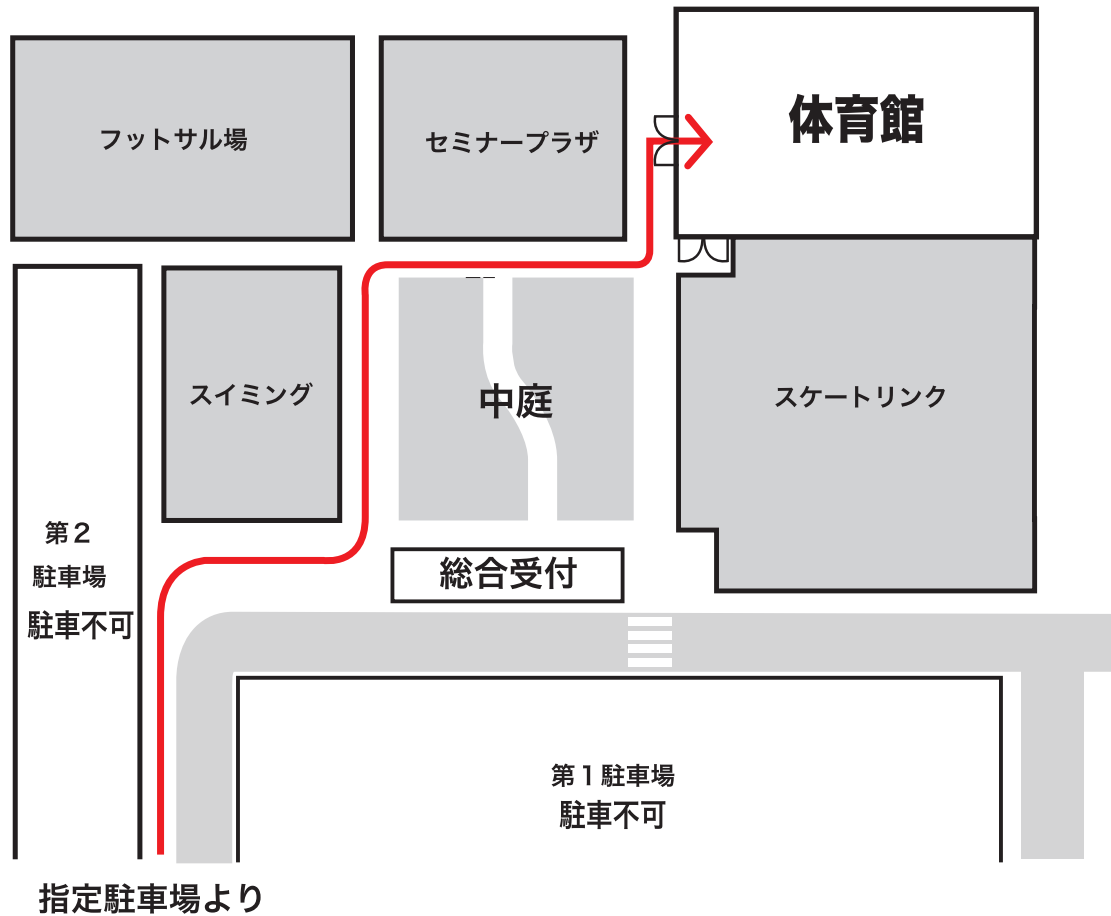 体育館
フットサル場
セミナープラザ
スイミング
中庭
スケートリンク
第２
駐車場
駐車不可
総合受付
第１駐車場
駐車不可
指定駐車場より